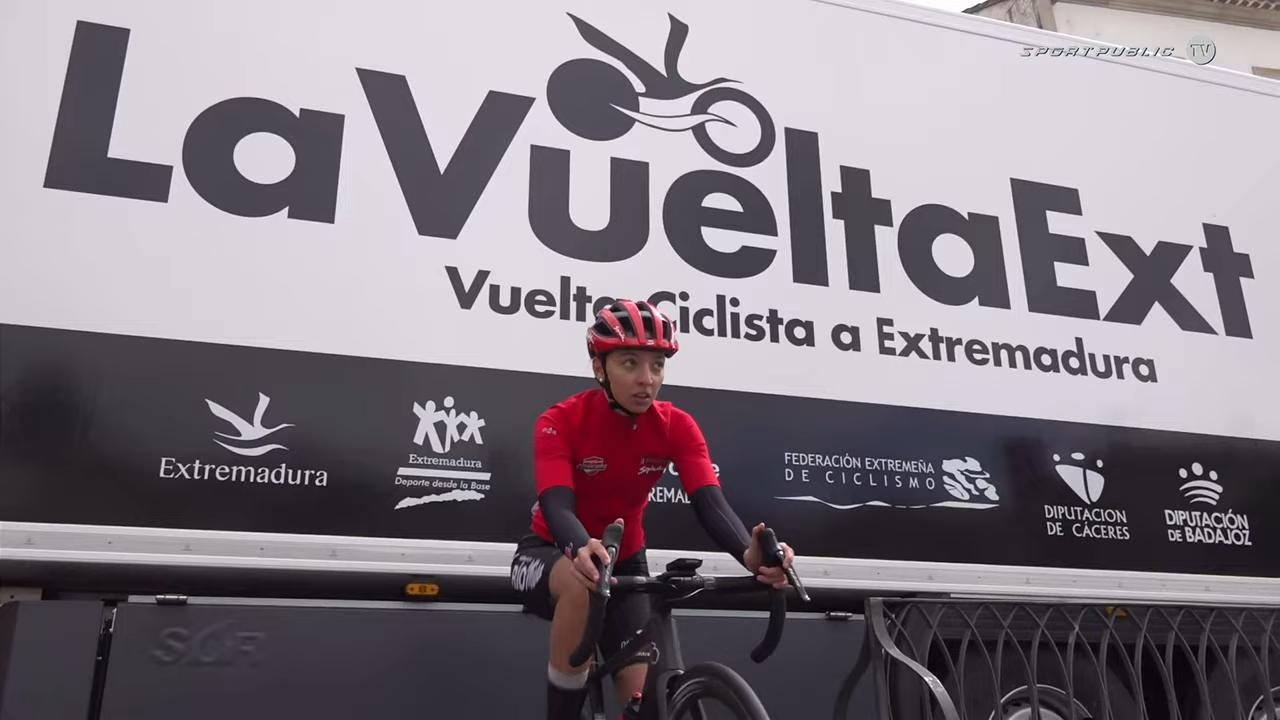 SPORTPUBLIC TV
LaVueltaExt
Vuelta Ciclista a Extremadura
Extremadura
Extremadura
Deporte desde la Base
FEDERACIÓN EXTREMEÑA
DE CICLISMO
DIPUTACION
DE CÁCERES
DIPUTACIÓN
DE BADAJOZ